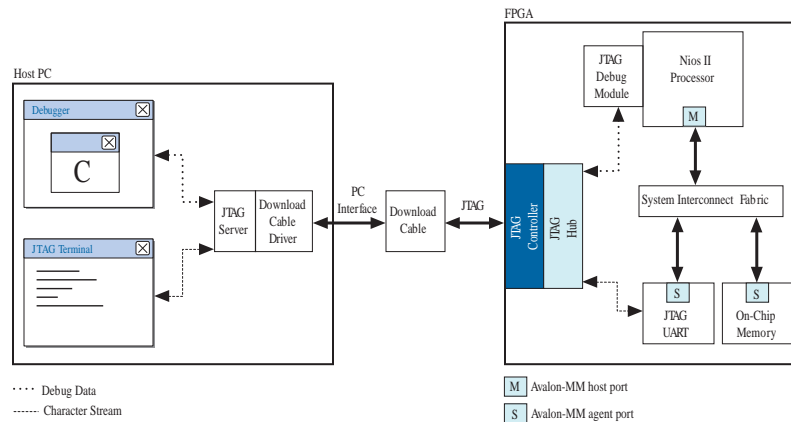 FPGA
Host PC
Debugger
C
JTAG Terminal
JTAG
Server
Download
Cable
Driver
PC
Interface
Download
Cable
JTAG
JTAG
Controller
JTAG
Hub
JTAG
Debug
Module
Nios II
Processor
M
System Interconnect Fabric
S
JTAG
UART
S
On-Chip
Memory
Debug Data
Character Stream
M Avalon-MM host port
S Avalon-MM agent port